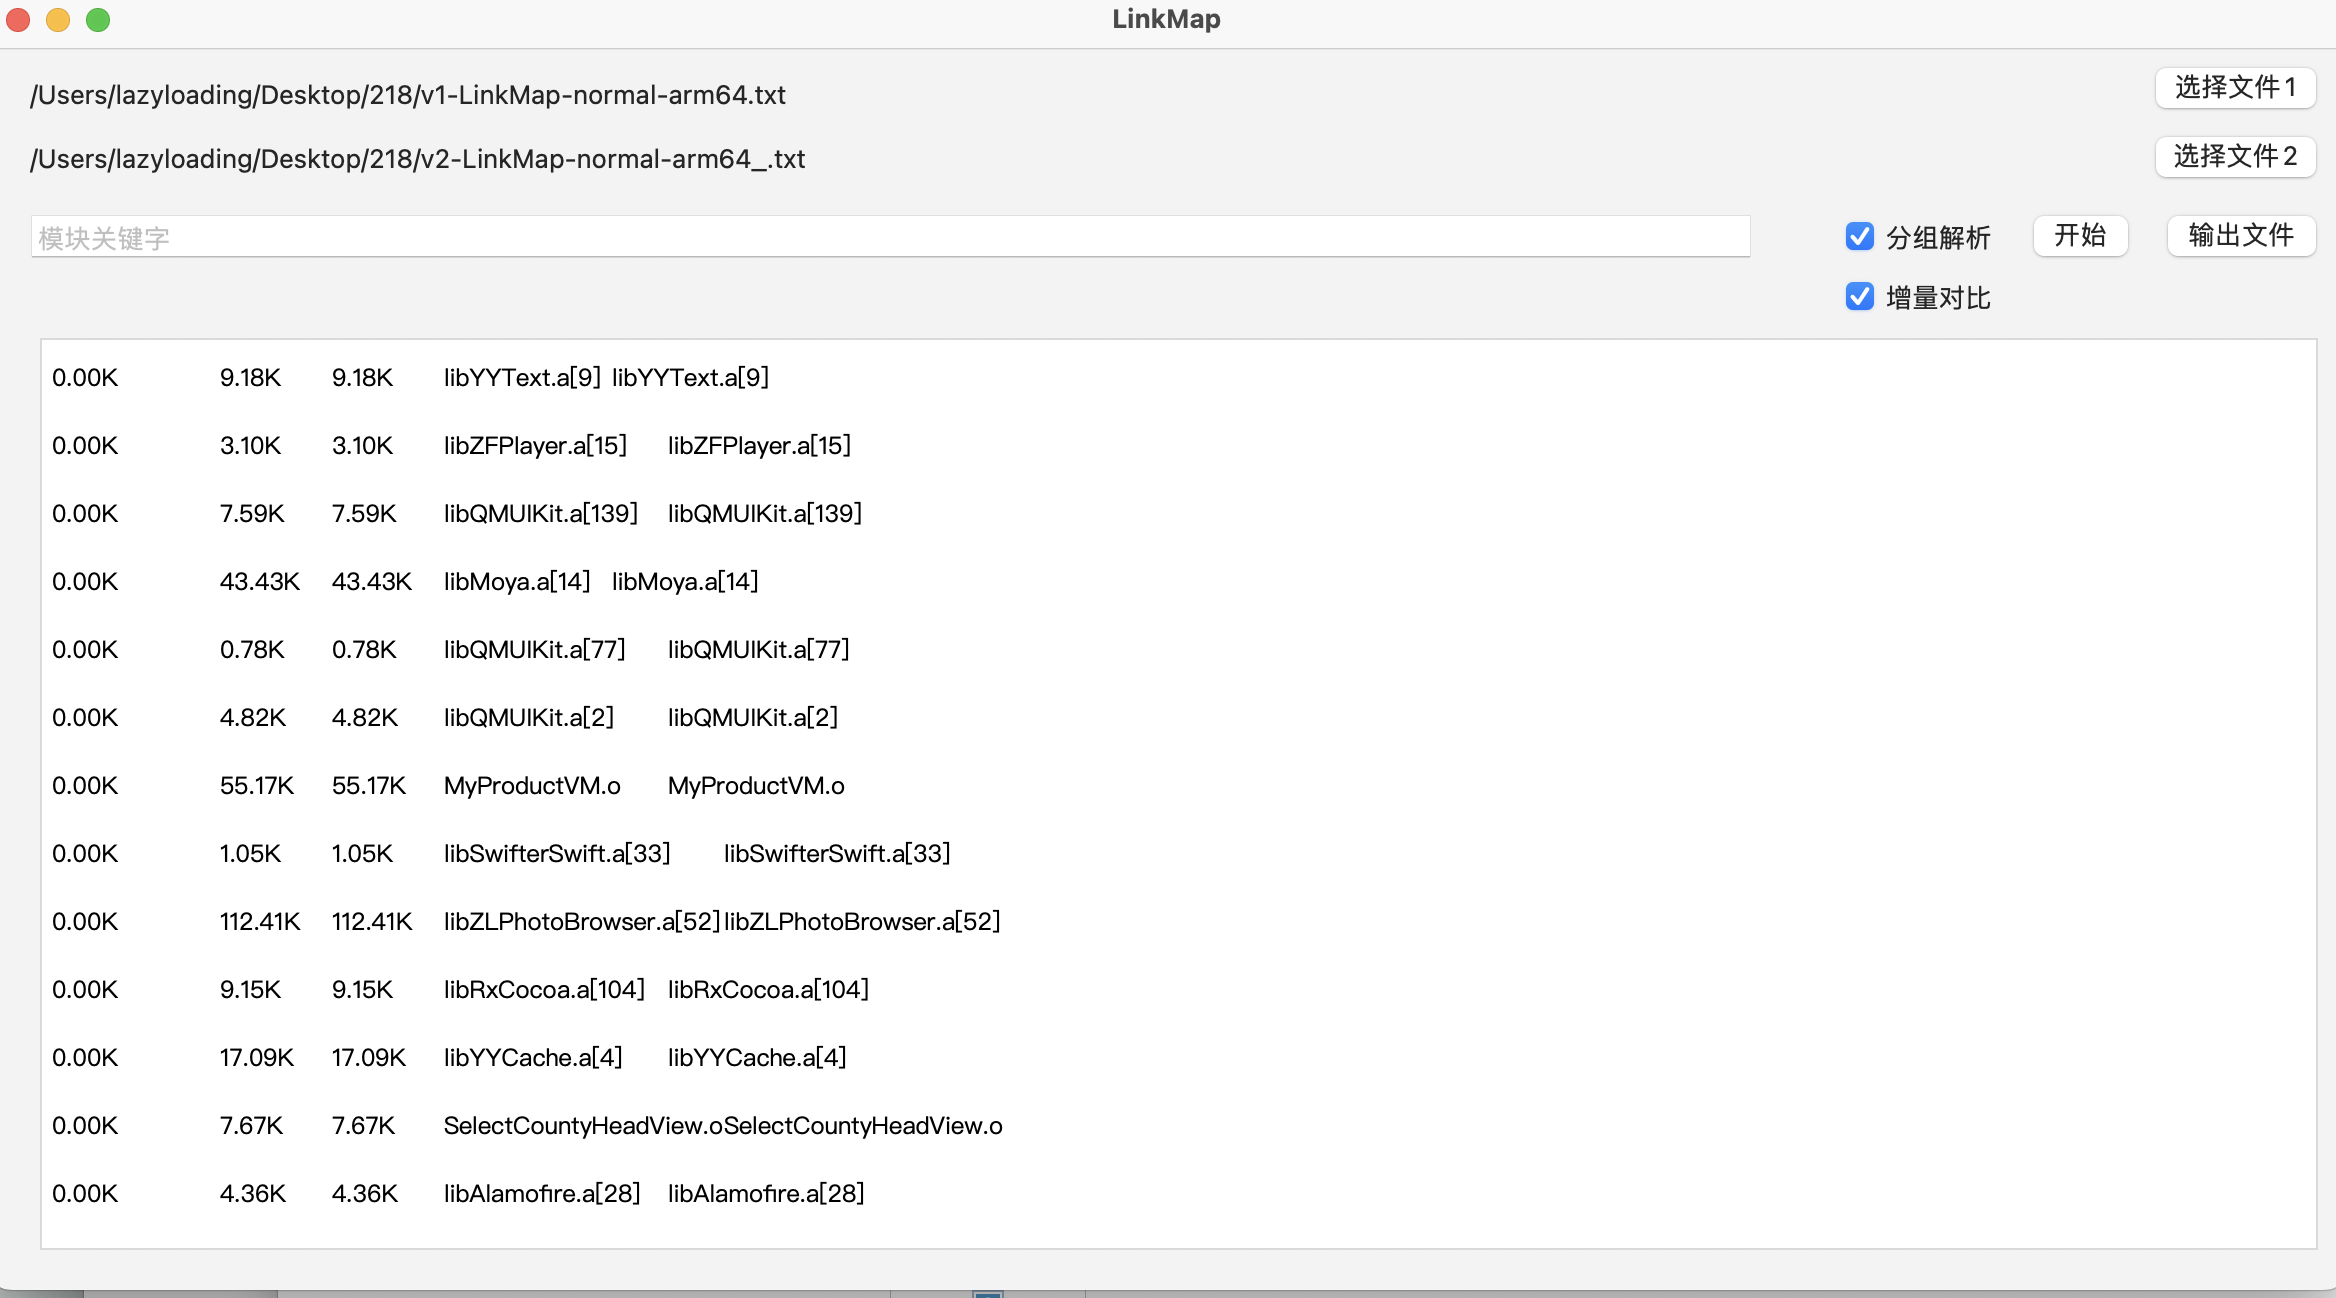 LinkMap
/Users/lazyloading/Desktop/218/v1-LinkMap-normal-arm64.txt 选择文件1
/Users/lazyloading/Desktop/218/v2-LinkMap-normal-arm64_.txt 选择文件2
模块关键字 分组解析 开始 输出文件
增量对比
0.00K 9.18K 9.18K libYYText.a[9] libYYText.a[9]
0.00K 3.10K 3.10K libZFPlayer.a[15] libZFPlayer.a[15]
0.00K 7.59K 7.59K libQMUIKit.a[139] libQMUIKit.a[139]
0.00K 43.43K 43.43K libMoya.a[14] libMoya.a[14]
0.00K 0.78K 0.78K libQMUIKit.a[77] libQMUIKit.a[77]
0.00K 4.82K 4.82K libQMUIKit.a[2] libQMUIKit.a[2]
0.00K 55.17K 55.17K MyProductVM.o MyProductVM.o
0.00K 1.05K 1.05K libSwifterSwift.a[33] libSwifterSwift.a[33]
0.00K 112.41K 112.41K libZLPhotoBrowser.a[52] libZLPhotoBrowser.a[52]
0.00K 9.15K 9.15K libRxCocoa.a[104] libRxCocoa.a[104]
0.00K 17.09K 17.09K libYYCache.a[4] libYYCache.a[4]
0.00K 7.67K 7.67K SelectCountyHeadView.oSelectCountyHeadView.o
0.00K 4.36K 4.36K libAlamofire.a[28] libAlamofire.a[28]